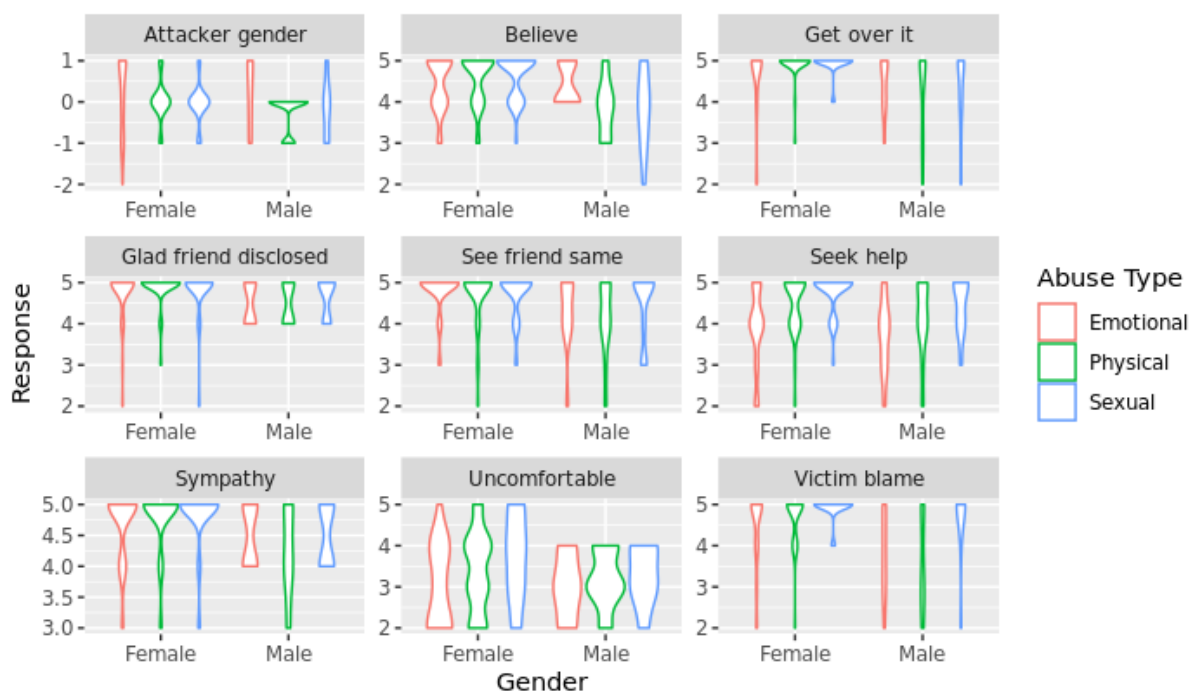 Attacker gender
Believe
Get over it
1
0
-1
-2
5
4
3
2
5
4
3
2
Female
Male
Female
Male
Female
Male
Glad friend disclosed
See friend same
Seek help
5
4
3
2
5
4
3
2
5
4
3
2
Female
Male
Female
Male
Female
Male
Sympathy
Uncomfortable
Victim blame
5.0
4.5
4.0
3.5
3.0
5
4
3
2
5
4
3
2
Female
Male
Female
Male
Female
Male
Response
Gender
Abuse Type
Emotional
Physical
Sexual